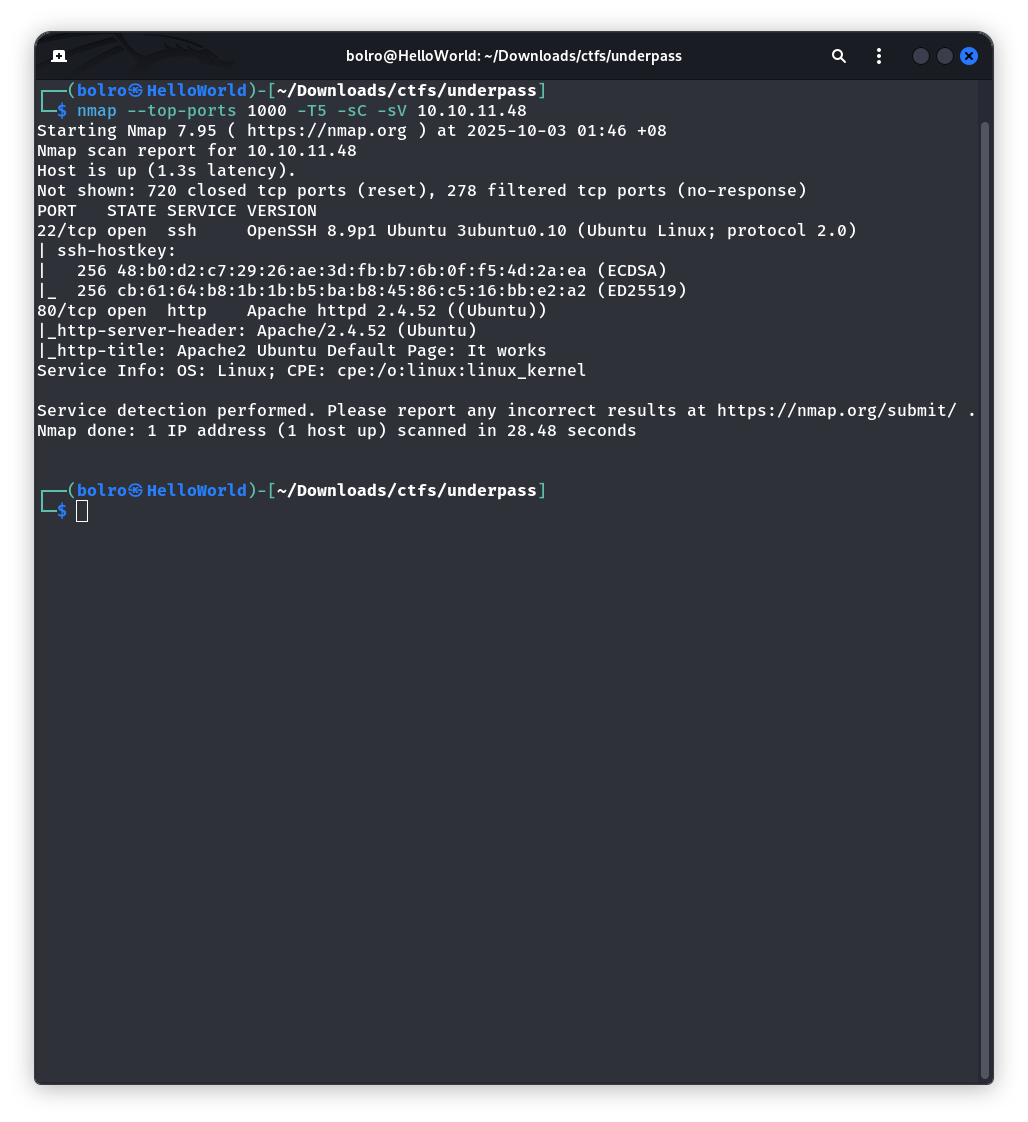 bolro@HelloWorld: ~/Downloads/ctfs/underpass
┌──(bolro㉿HelloWorld)-[~/Downloads/ctfs/underpass]
└─$ nmap --top-ports 1000 -T5 -sC -sV 10.10.11.48
Starting Nmap 7.95 ( https://nmap.org ) at 2025-10-03 01:46 +08
Nmap scan report for 10.10.11.48
Host is up (1.3s latency).
Not shown: 720 closed tcp ports (reset), 278 filtered tcp ports (no-response)
PORT   STATE SERVICE VERSION
22/tcp open  ssh     OpenSSH 8.9p1 Ubuntu 3ubuntu0.10 (Ubuntu Linux; protocol 2.0)
| ssh-hostkey:
|   256 48:b0:d2:c7:29:26:ae:3d:fb:b7:6b:0f:f5:4d:2a:ea (ECDSA)
|_  256 cb:61:64:b8:1b:1b:b5:ba:b8:45:86:c5:16:bb:e2:a2 (ED25519)
80/tcp open  http    Apache httpd 2.4.52 ((Ubuntu))
|_http-server-header: Apache/2.4.52 (Ubuntu)
|_http-title: Apache2 Ubuntu Default Page: It works
Service Info: OS: Linux; CPE: cpe:/o:linux:linux_kernel
Service detection performed. Please report any incorrect results at https://nmap.org/submit/ .
Nmap done: 1 IP address (1 host up) scanned in 28.48 seconds
┌──(bolro㉿HelloWorld)-[~/Downloads/ctfs/underpass]
└─$